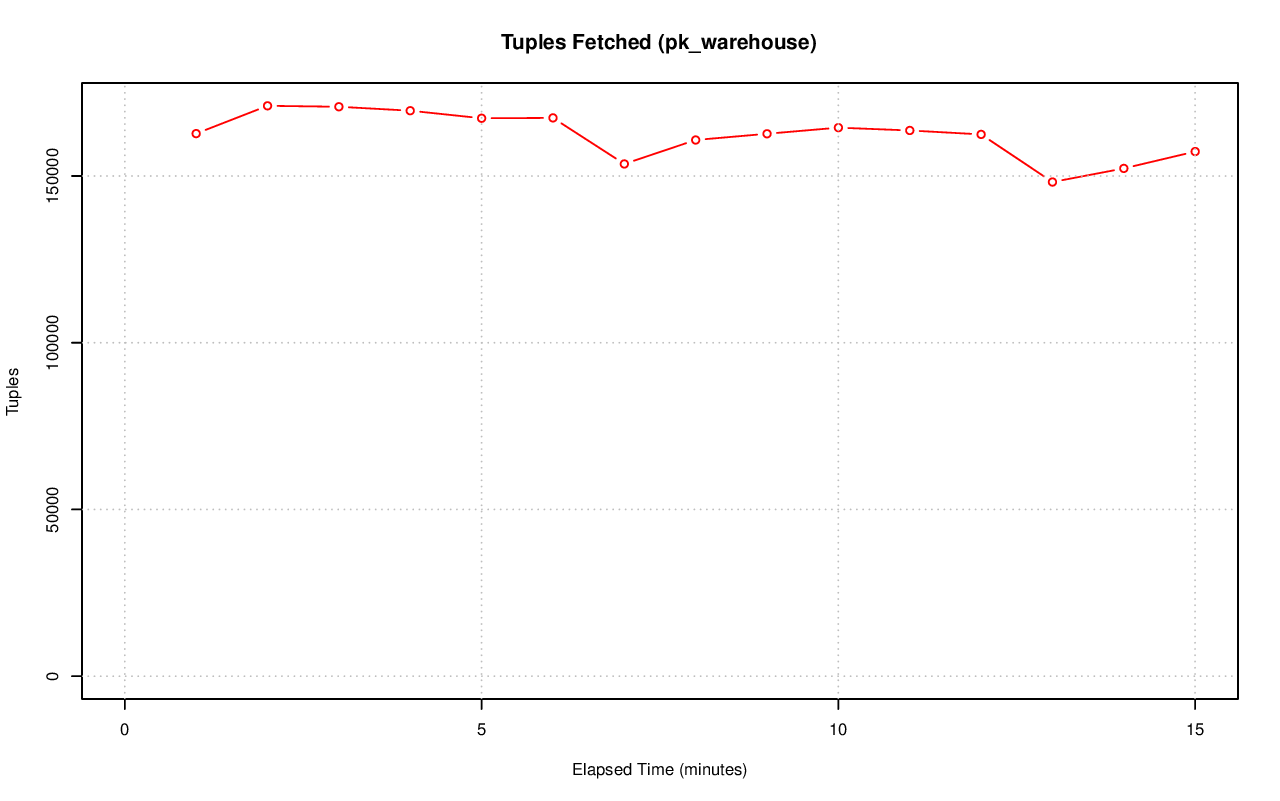 Tuples Fetched (pk_warehouse)
150000
100000
50000
0
Tuples
0 5 10 15
Elapsed Time (minutes)